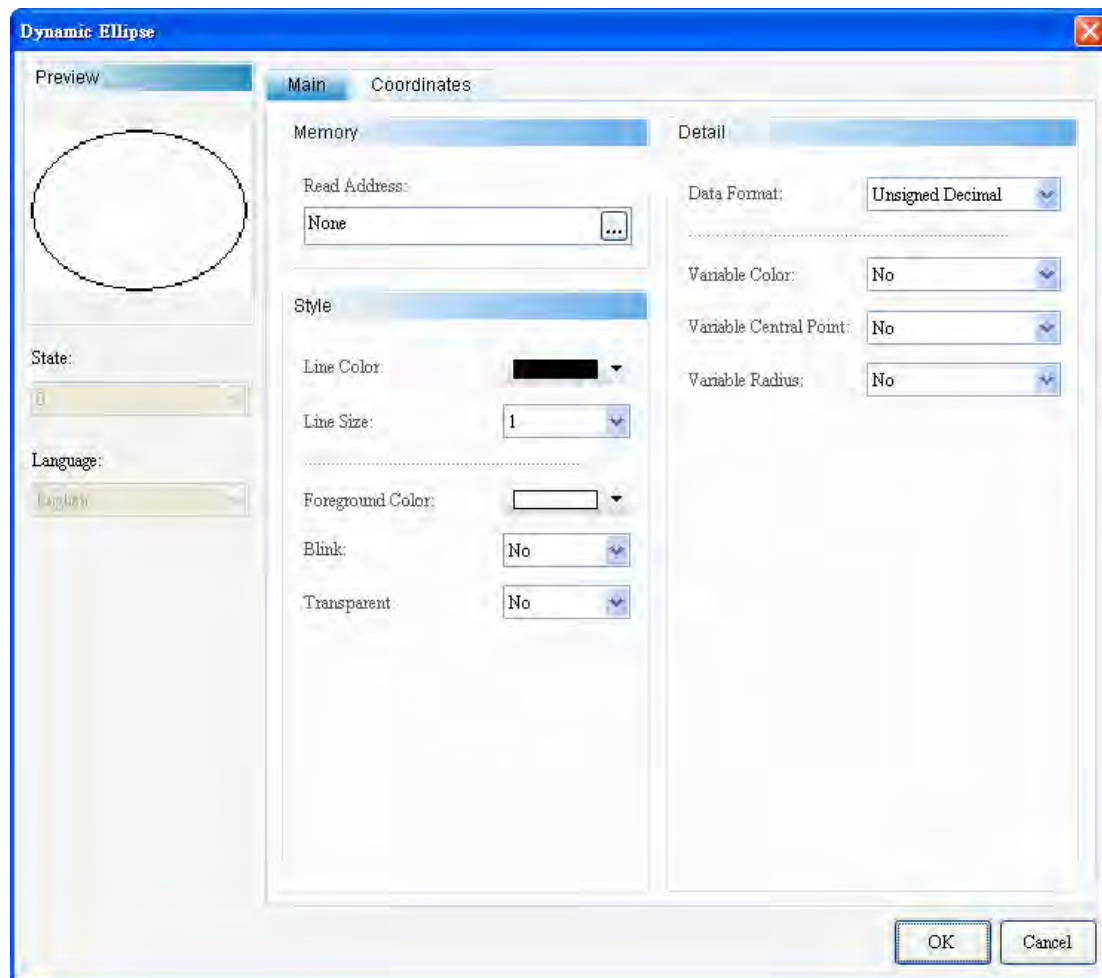 Dynamic Ellipse
Preview
State:
0
Language:
English
Main Coordinates
Memory
Read Address:
None ...
Style
Line Color:
Line Size: 1
Foreground Color:
Blink: No
Transparent No
Detail
Data Format: Unsigned Decimal
Variable Color: No
Variable Central Point: No
Variable Radius: No
OK Cancel